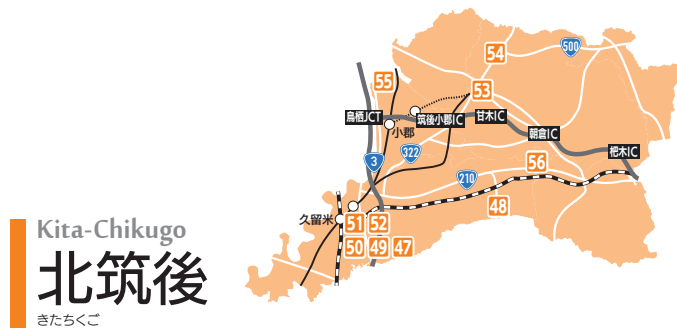 Kita-Chikugo
北筑後
きたちくご
54
500
55
53
鳥栖JCT
筑後小郡IC
甘木IC
小郡
朝倉IC
322
杷木IC
3
56
210
久留米
48
51
52
50
49
47